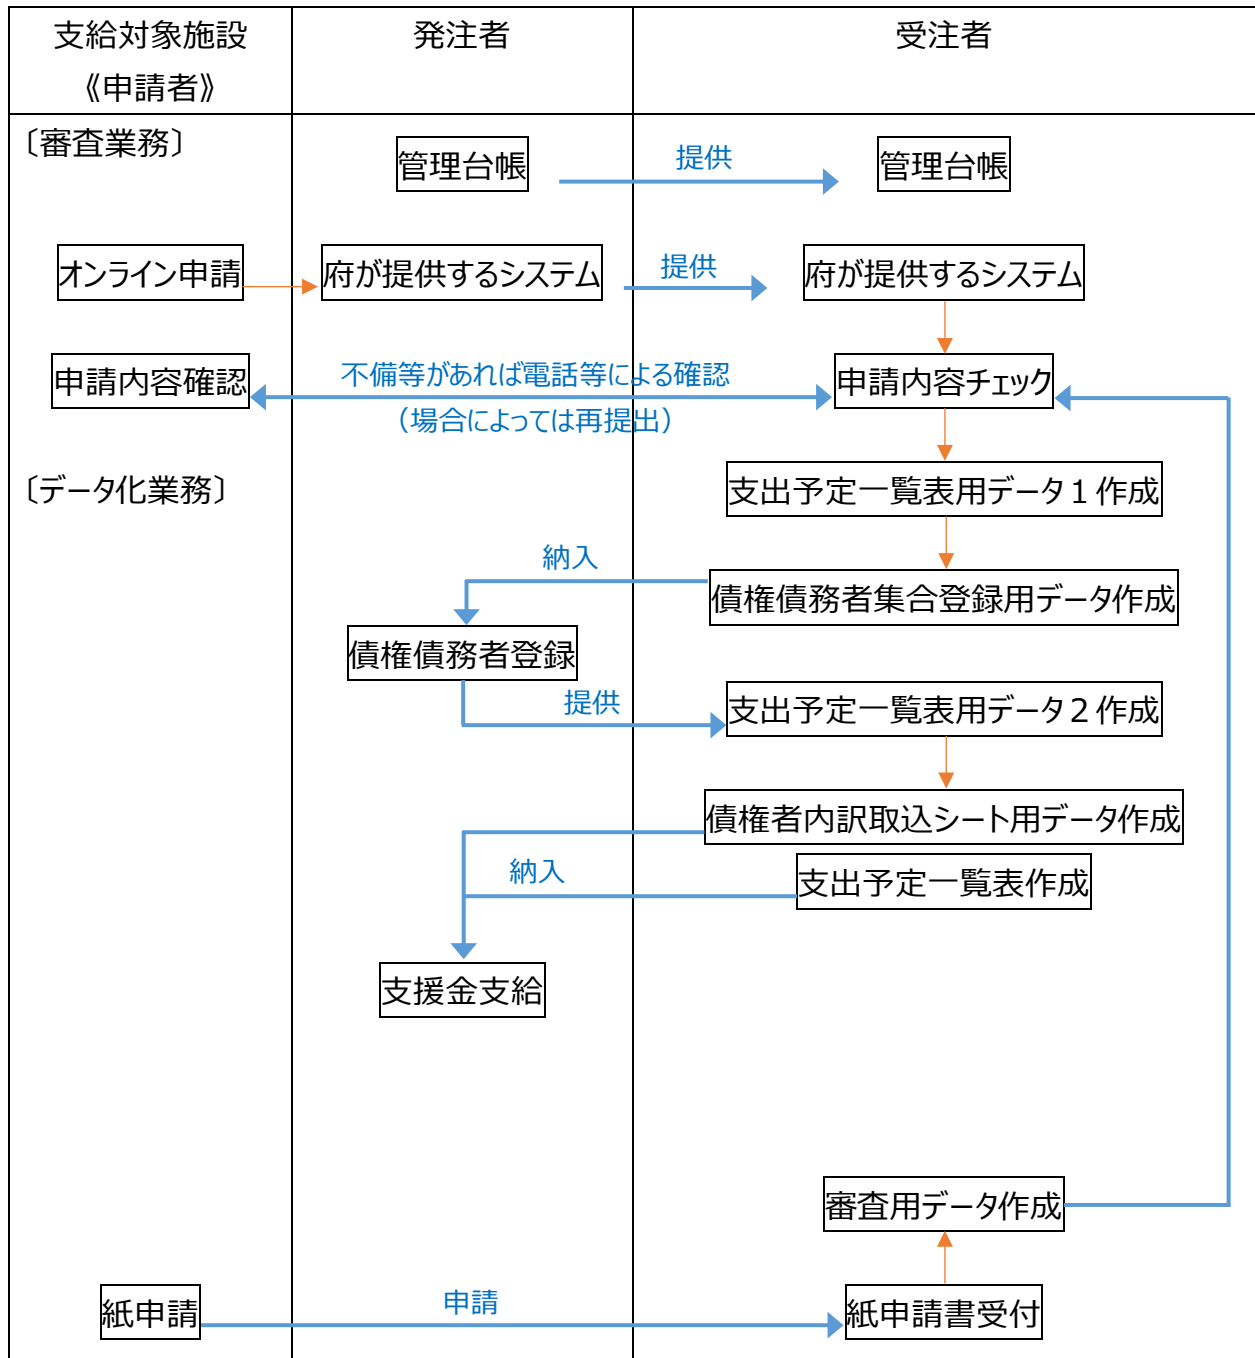 支給対象施設
《申請者》
発注者
受注者
〔審査業務〕
管理台帳
提供
管理台帳
オンライン申請
府が提供するシステム
提供
府が提供するシステム
申請内容確認
不備等があれば電話等による確認
（場合によっては再提出）
申請内容チェック
〔データ化業務〕
支出予定一覧表用データ１作成
納入
債権債務者集合登録用データ作成
債権債務者登録
提供
支出予定一覧表用データ２作成
債権者内訳取込シート用データ作成
納入
支出予定一覧表作成
支援金支給
審査用データ作成
紙申請
申請
紙申請書受付